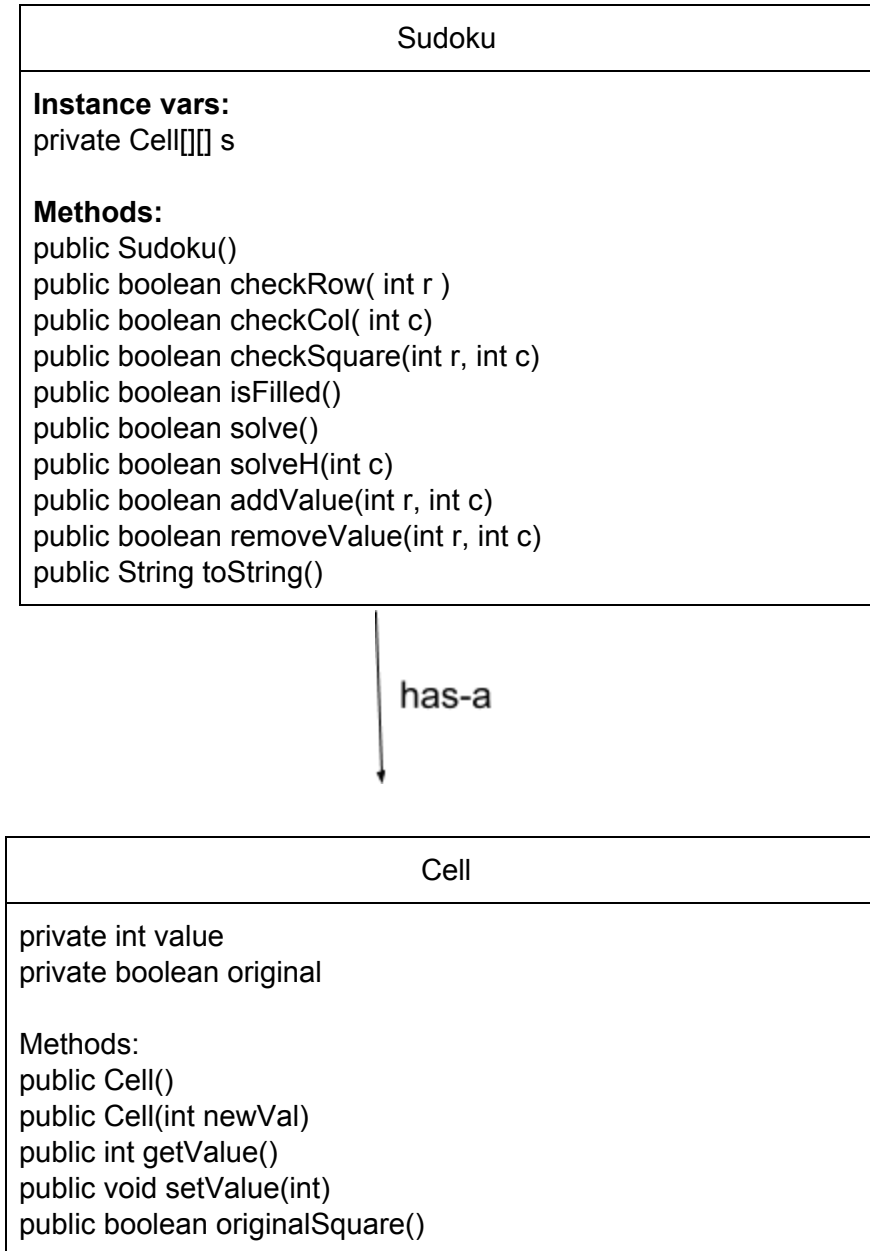 Sudoku
Instance vars:
private Cell[][] s
Methods:
public Sudoku()
public boolean checkRow( int r )
public boolean checkCol( int c)
public boolean checkSquare(int r, int c)
public boolean isFilled()
public boolean solve()
public boolean solveH(int c)
public boolean addValue(int r, int c)
public boolean removeValue(int r, int c)
public String toString()
has-a
Cell
private int value
private boolean original
Methods:
public Cell()
public Cell(int newVal)
public int getValue()
public void setValue(int)
public boolean originalSquare()